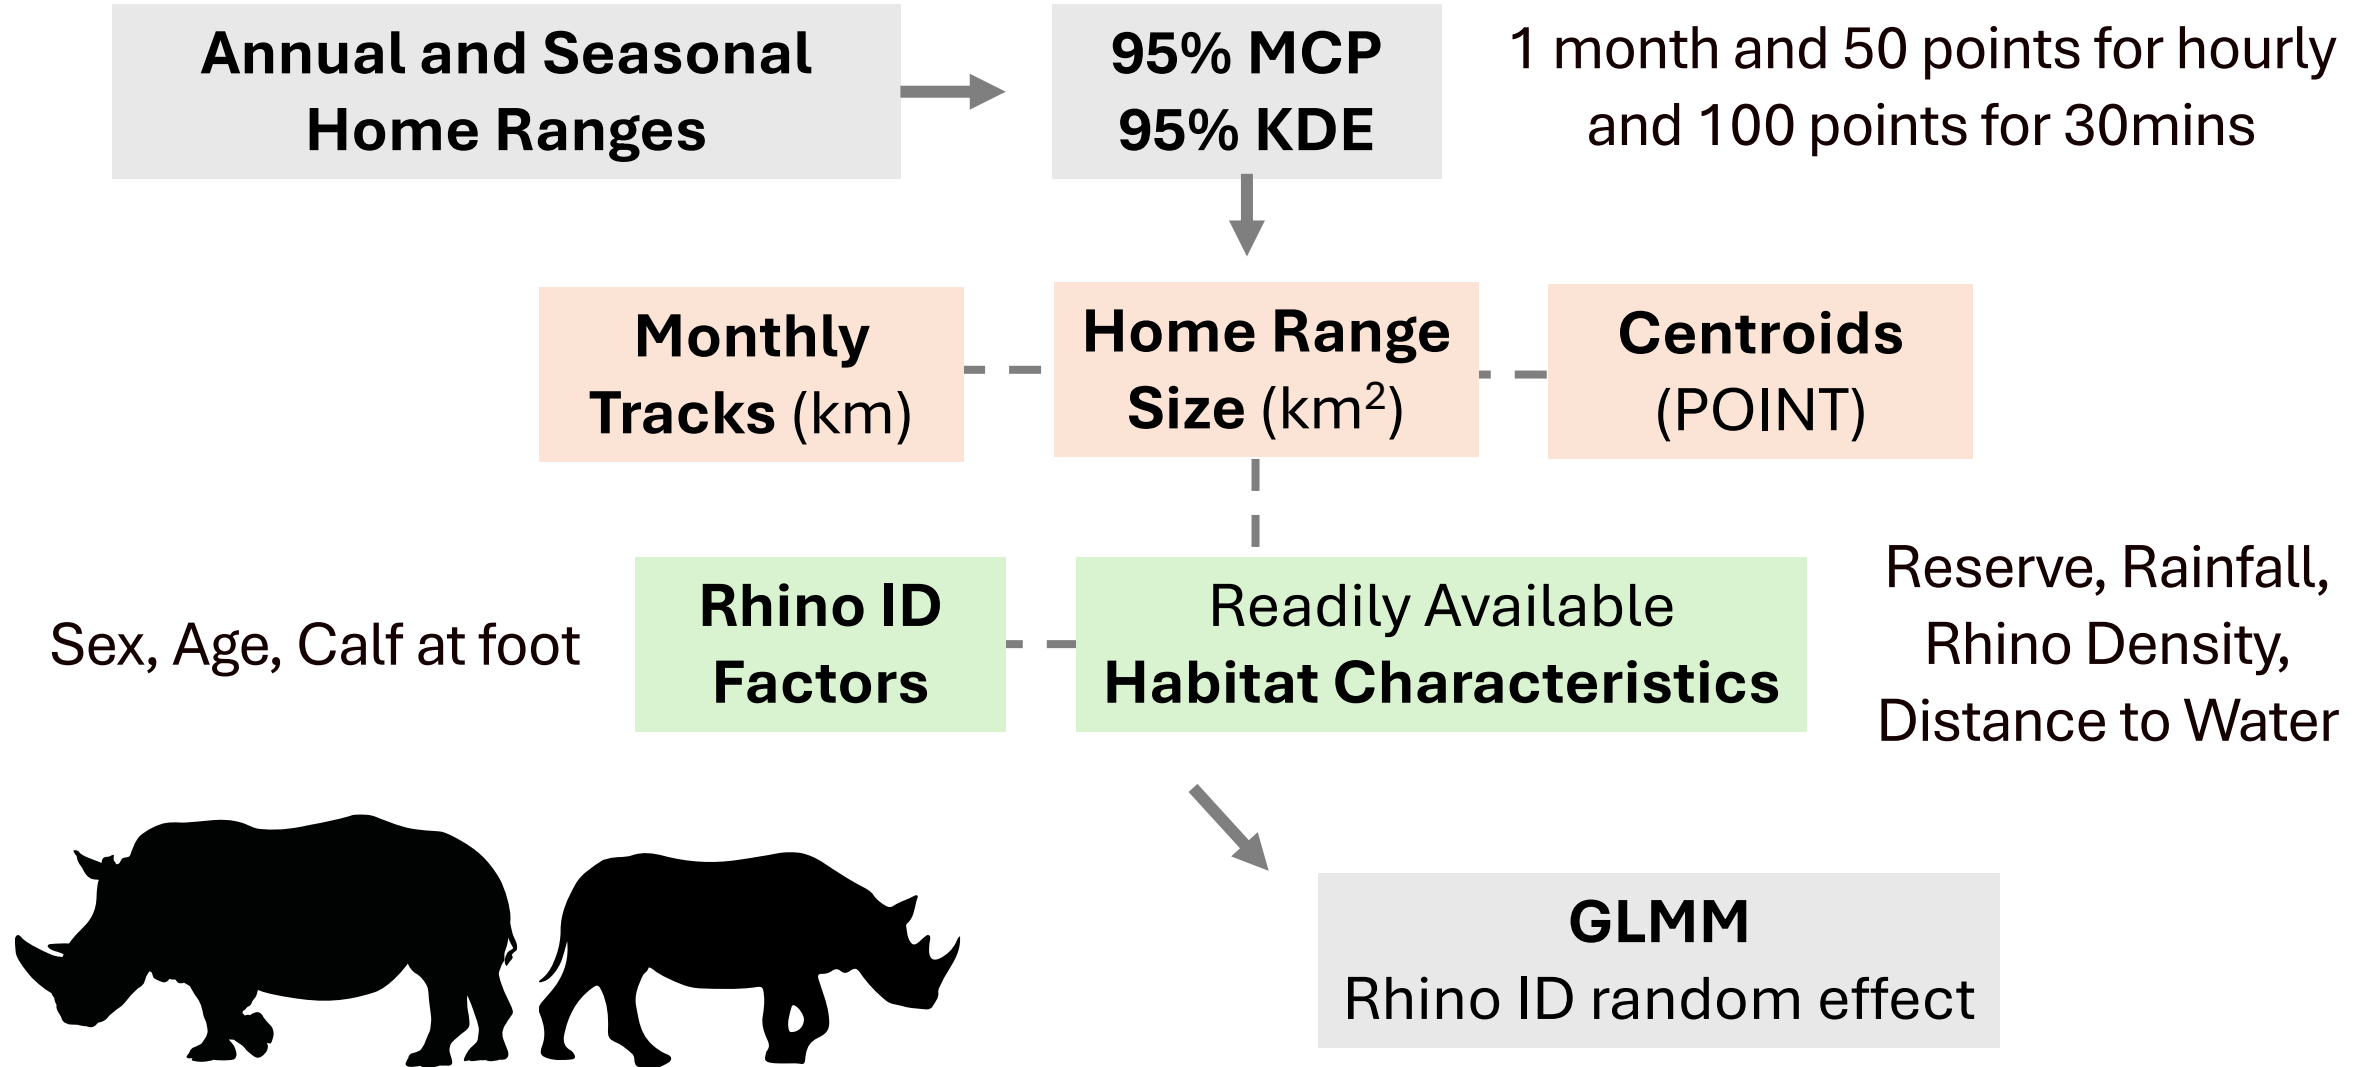 Annual and Seasonal
Home Ranges
95% MCP
95% KDE
1 month and 50 points for hourly
and 100 points for 30mins
Monthly
Tracks (km)
Home Range
Size (km²)
Centroids
(POINT)
Sex, Age, Calf at foot
Rhino ID
Factors
Readily Available
Habitat Characteristics
Reserve, Rainfall,
Rhino Density,
Distance to Water
GLMM
Rhino ID random effect